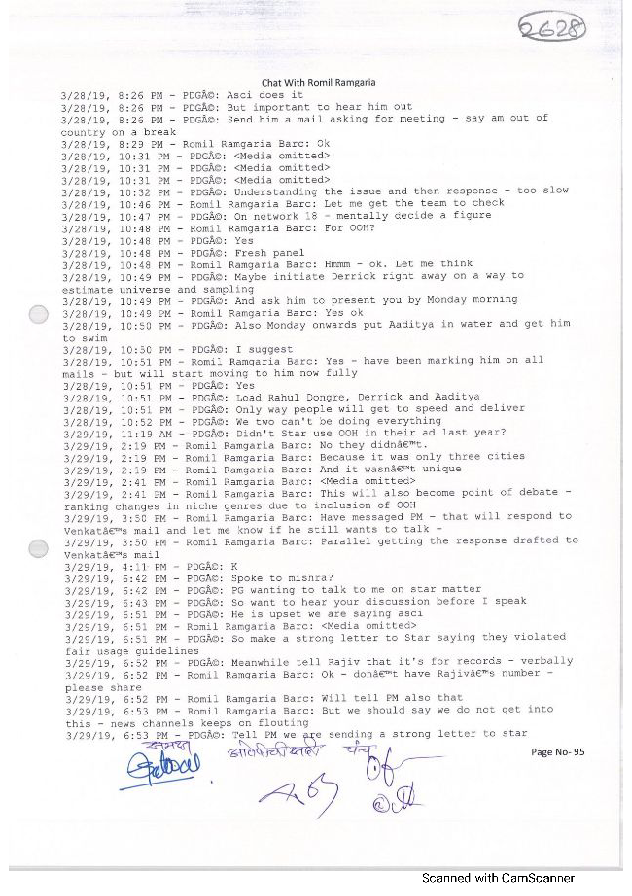 2628
Chat With Romil Ramgaria
3/28/19, 8:26 PM - PDGÂ©: Asci does it
3/28/19, 8:26 PM - PDGÂ©: But important to hear him out
3/28/19, 8:26 PM - PDGÂ©: Send him a mail asking for meeting - say am out of
country on a break
3/28/19, 8:29 PM - Romil Ramgaria Barc: Ok
3/28/19, 10:31 PM - PDGÂ©: <Media omitted>
3/28/19, 10:31 PM - PDGÂ©: <Media omitted>
3/28/19, 10:31 PM - PDGÂ©: <Media omitted>
3/28/19, 10:32 PM - PDGÂ©: Understanding the issue and then response - too slow
3/28/19, 10:46 PM - Romil Ramgaria Barc: Let me get the team to check
3/28/19, 10:47 PM - PDGÂ©: On network 18 - mentally decide a figure
3/28/19, 10:48 PM - Romil Ramgaria Barc: For OOH?
3/28/19, 10:48 PM - PDGÂ©: Yes
3/28/19, 10:48 PM - PDGÂ©: Fresh panel
3/28/19, 10:48 PM - Romil Ramgaria Barc: Hmmm - ok. Let me think
3/28/19, 10:49 PM - PDGÂ©: Maybe initiate Derrick right away on a way to
estimate universe and sampling
3/28/19, 10:49 PM - PDGÂ©: And ask him to present you by Monday morning
3/28/19, 10:49 PM - Romil Ramgaria Barc: Yes ok
3/28/19, 10:50 PM - PDGÂ©: Also Monday onwards put Aaditya in water and get him
to swim
3/28/19, 10:50 PM - PDGÂ©: I suggest
3/28/19, 10:51 PM - Romil Ramgaria Barc: Yes - have been marking him on all
mails - but will start moving to him now fully
3/28/19, 10:51 PM - PDGÂ©: Yes
3/28/19, 10:51 PM - PDGÂ©: Load Rahul Dongre, Derrick and Aaditya
3/28/19, 10:51 PM - PDGÂ©: Only way people will get to speed and deliver
3/28/19, 10:52 PM - PDGÂ©: We two can't be doing everything
3/29/19, 11:19 AM - PDGÂ©: Didn't Star use OOH in their ad last year?
3/29/19, 2:19 PM - Romil Ramgaria Barc: No they didnâ€™t.
3/29/19, 2:19 PM - Romil Ramgaria Barc: Because it was only three cities
3/29/19, 2:19 PM - Romil Ramgaria Barc: And it wasnâ€™t unique
3/29/19, 2:41 PM - Romil Ramgaria Barc: <Media omitted>
3/29/19, 2:41 PM - Romil Ramgaria Barc: This will also become point of debate -
ranking changes in niche genres due to inclusion of OOH
3/29/19, 3:50 PM - Romil Ramgaria Barc: Have messaged PM - that will respond to
Venkatâ€™s mail and let me know if he still wants to talk -
3/29/19, 3:50 PM - Romil Ramgaria Barc: Parallel getting the response drafted to
Venkatâ€™s mail
3/29/19, 4:11 PM - PDGÂ©: K
3/29/19, 5:42 PM - PDGÂ©: Spoke to mishra?
3/29/19, 5:42 PM - PDGÂ©: PG wanting to talk to me on star matter
3/29/19, 5:43 PM - PDGÂ©: So want to hear your discussion before I speak
3/29/19, 6:51 PM - PDGÂ©: He is upset we are saying asci
3/29/19, 6:51 PM - Romil Ramgaria Barc: <Media omitted>
3/29/19, 6:51 PM - PDGÂ©: So make a strong letter to Star saying they violated
fair usage guidelines
3/29/19, 6:52 PM - PDGÂ©: Meanwhile tell Rajiv that it's for records - verbally
3/29/19, 6:52 PM - Romil Ramgaria Barc: Ok - donâ€™t have Rajivâ€™s number -
please share
3/29/19, 6:52 PM - Romil Ramgaria Barc: Will tell PM also that
3/29/19, 6:53 PM - Romil Ramgaria Barc: But we should say we do not get into
this - news channels keeps on flouting
3/29/19, 6:53 PM - PDGÂ©: Tell PM we are sending a strong letter to star
Page No- 95
Scanned with CamScanner